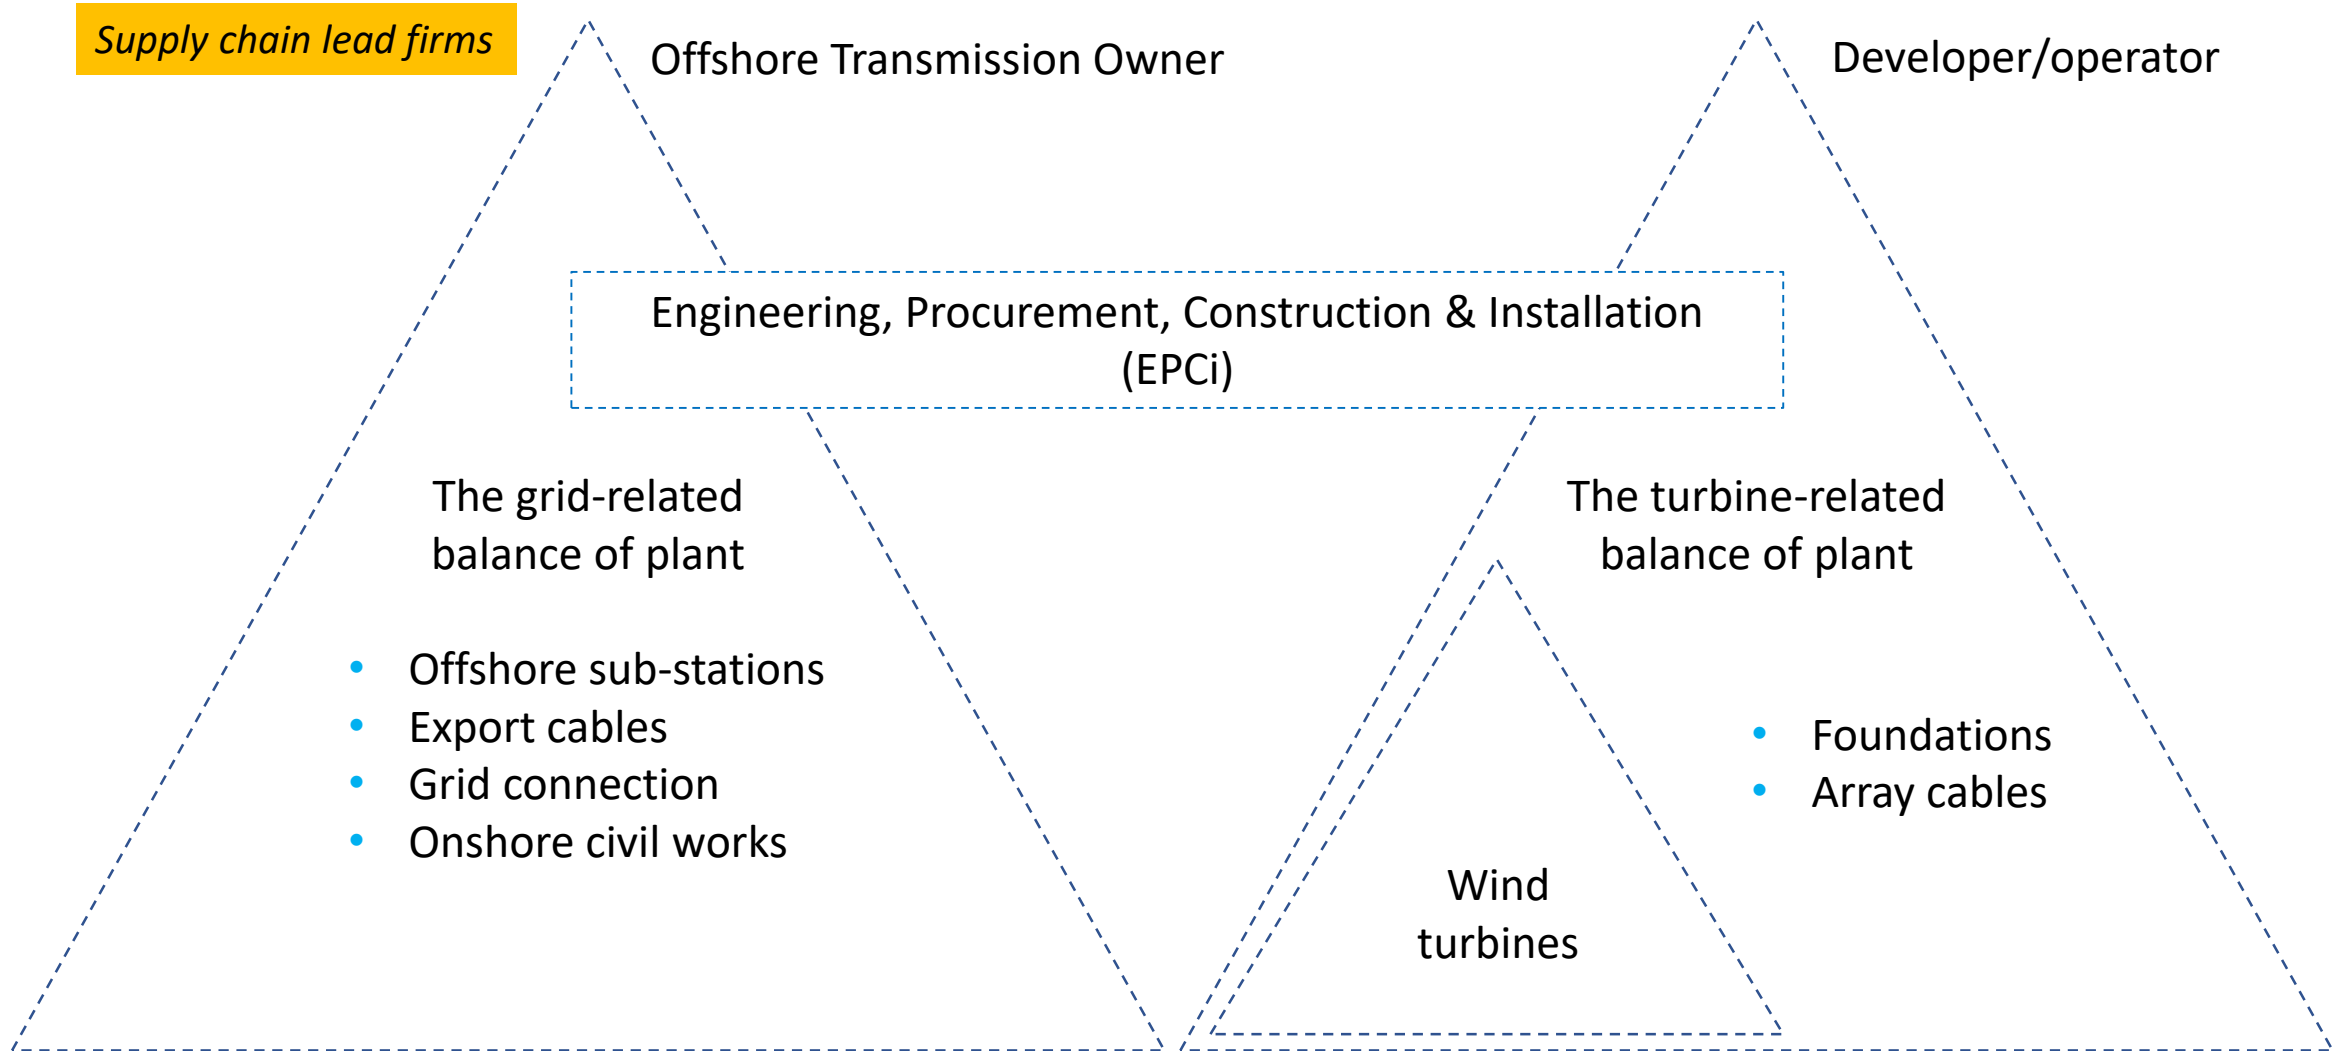 Supply chain lead firms
Offshore Transmission Owner
Developer/operator
Engineering, Procurement, Construction & Installation
(EPCi)
The grid-related
balance of plant
• Offshore sub-stations
• Export cables
• Grid connection
• Onshore civil works
The turbine-related
balance of plant
• Foundations
• Array cables
Wind
turbines